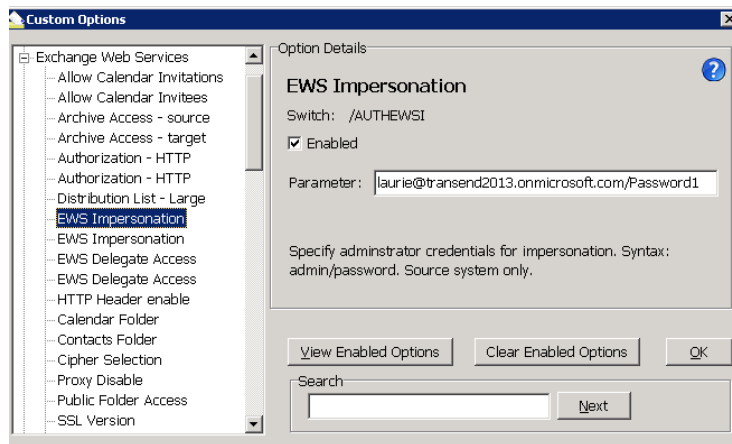 Custom Options
Exchange Web Services
Allow Calendar Invitations
Allow Calendar Invitees
Archive Access - source
Archive Access - target
Authorization - HTTP
Authorization - HTTP
Distribution List - Large
EWS Impersonation
EWS Impersonation
EWS Delegate Access
EWS Delegate Access
HTTP Header enable
Calendar Folder
Contacts Folder
Cipher Selection
Proxy Disable
Public Folder Access
SSL Version
Option Details
?
EWS Impersonation
Switch: /AUTHEWSI
Enabled
Parameter: laurie@transend2013.onmicrosoft.com/Password1
Specify adminstrator credentials for impersonation. Syntax:
admin/password. Source system only.
View Enabled Options Clear Enabled Options OK
Search
Next